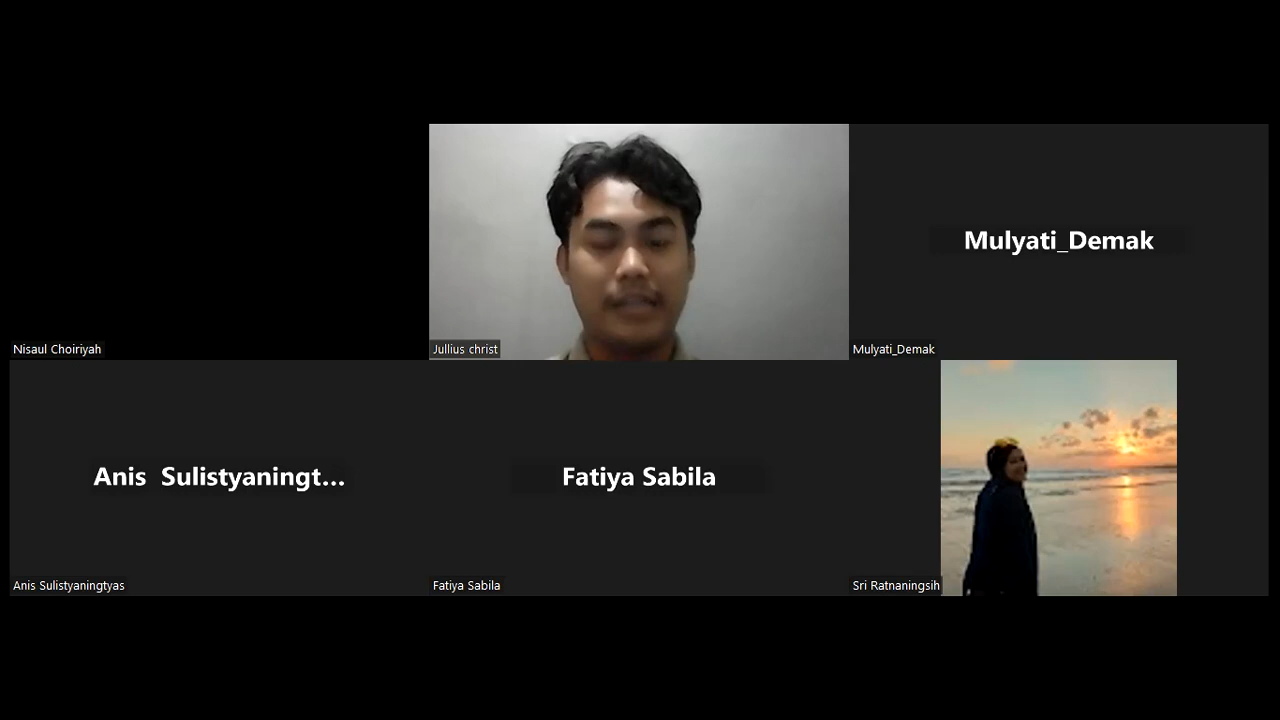 Mulyati_Demak
Nisaul Choiriyah
Jullius christ
Mulyati_Demak
Anis  Sulistyaningt...
Fatiya Sabila
Anis Sulistyaningtyas
Fatiya Sabila
Sri Ratnaningsih